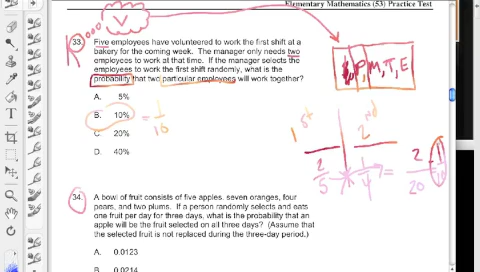 Elementary Mathematics (53) Practice Test
V
33. Five employees have volunteered to work the first shift at a
bakery for the coming week. The manager only needs two
employees to work at that time. If the manager selects the
employees to work the first shift randomly, what is the
probability that two particular employees will work together?
P, M, T, E
A. 5%
B. 10% = 1/10
C. 20%
D. 40%
1st 2nd
2/5 * 1/4 = 2/20 = 1/10
34. A bowl of fruit consists of five apples, seven oranges, four
pears, and two plums. If a person randomly selects and eats
one fruit per day for three days, what is the probability that an
apple will be the fruit selected on all three days? (Assume that
the selected fruit is not replaced during the three-day period.)
A. 0.0123
B. 0.0214